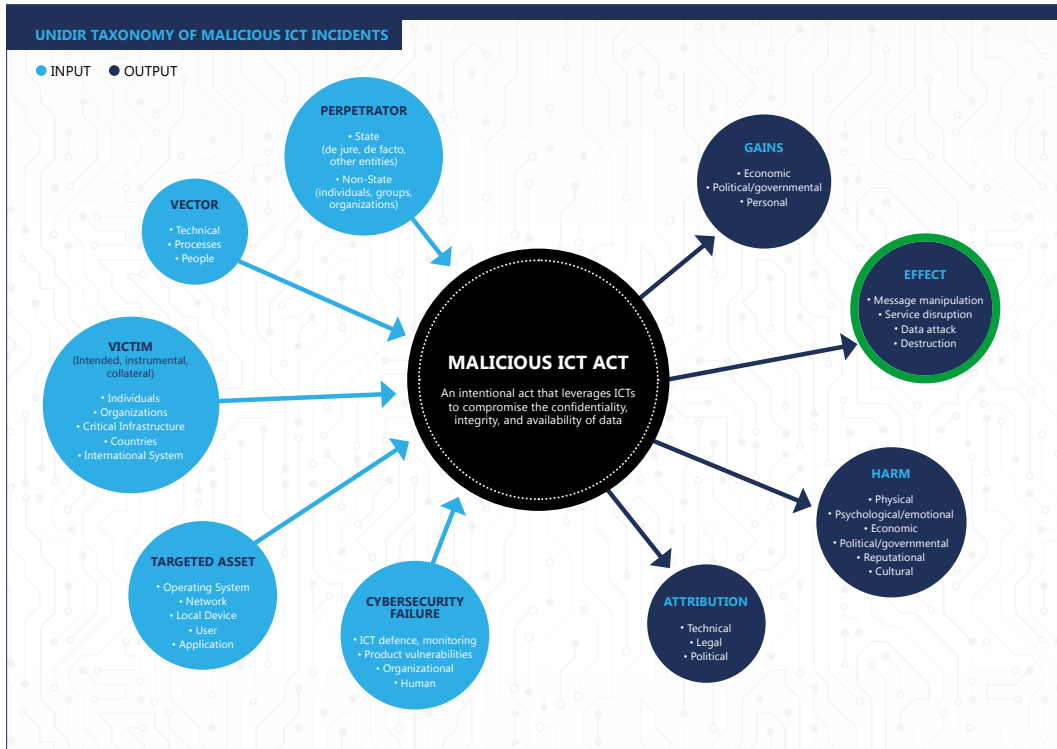 UNIDIR TAXONOMY OF MALICIOUS ICT INCIDENTS
INPUT
OUTPUT
PERPETRATOR
• State
(de jure, de facto,
other entities)
• Non-State
(individuals, groups,
organizations)
VECTOR
• Technical
• Processes
• People
VICTIM
(Intended, instrumental,
collateral)
• Individuals
• Organizations
• Critical Infrastructure
• Countries
• International System
TARGETED ASSET
• Operating System
• Network
• Local Device
• User
• Application
CYBERSECURITY
FAILURE
• ICT defence, monitoring
• Product vulnerabilities
• Organizational
• Human
MALICIOUS ICT ACT
An intentional act that leverages ICTs
to compromise the confidentiality,
integrity, and availability of data
GAINS
• Economic
• Political/governmental
• Personal
EFFECT
• Message manipulation
• Service disruption
• Data attack
• Destruction
HARM
• Physical
• Psychological/emotional
• Economic
• Political/governmental
• Reputational
• Cultural
ATTRIBUTION
• Technical
• Legal
• Political